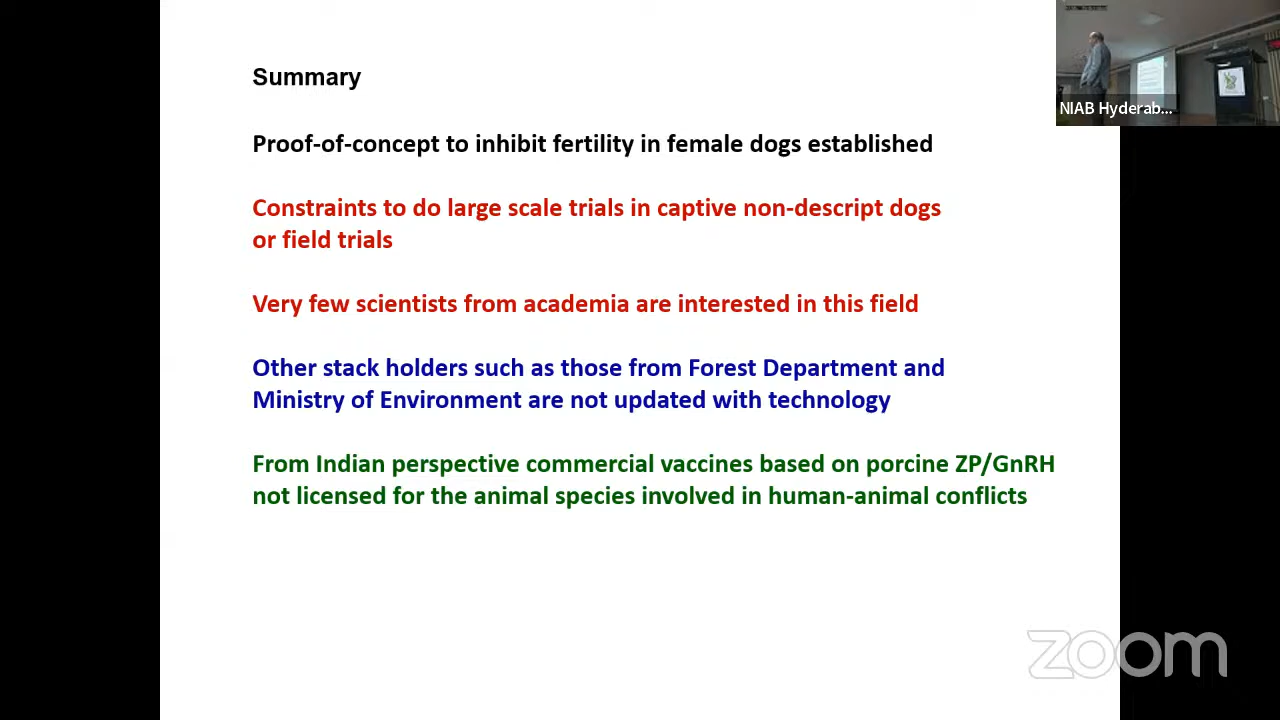 Summary
Proof-of-concept to inhibit fertility in female dogs established
Constraints to do large scale trials in captive non-descript dogs
or field trials
Very few scientists from academia are interested in this field
Other stack holders such as those from Forest Department and
Ministry of Environment are not updated with technology
From Indian perspective commercial vaccines based on porcine ZP/GnRH
not licensed for the animal species involved in human-animal conflicts
NIAB Hyderab...
zoom